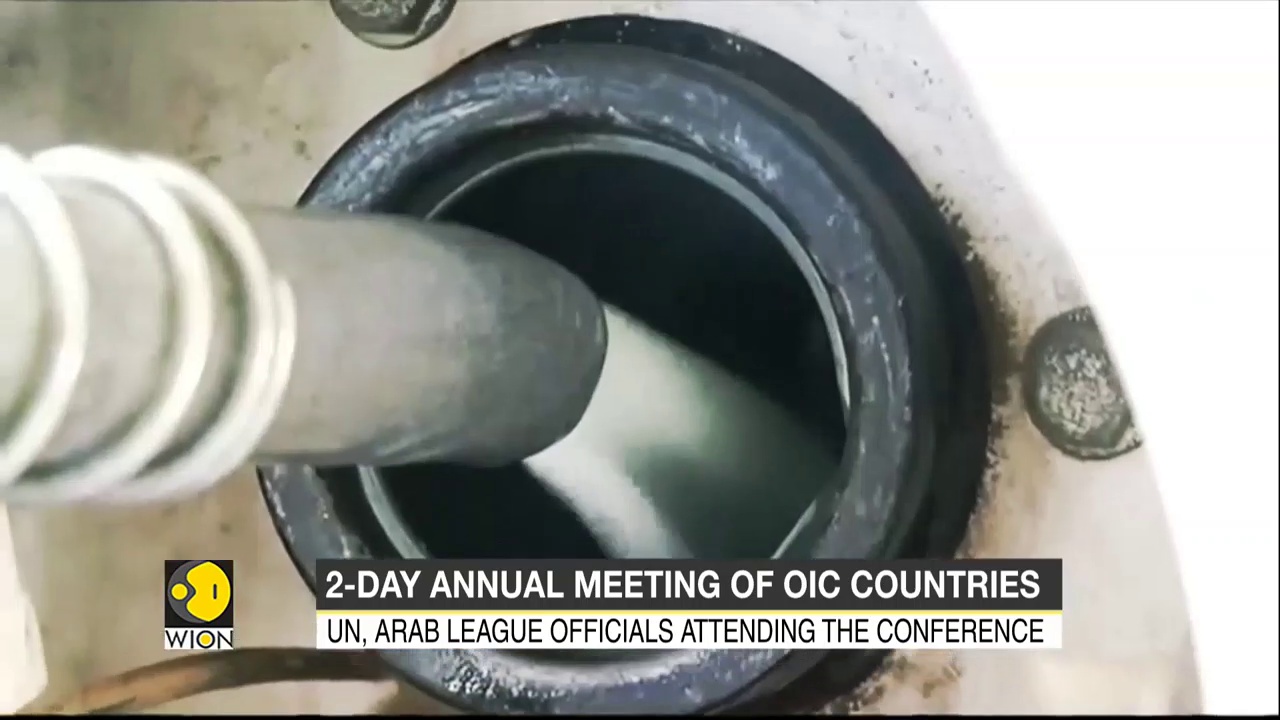 2-DAY ANNUAL MEETING OF OIC COUNTRIES
UN, ARAB LEAGUE OFFICIALS ATTENDING THE CONFERENCE
WION